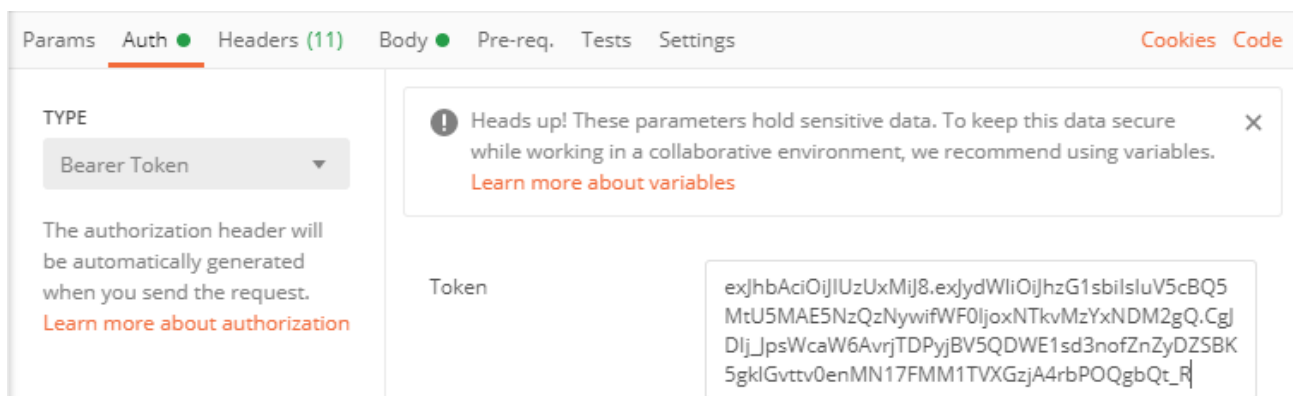 Params Auth Headers (11) Body Pre-req. Tests Settings Cookies Code
TYPE
Bearer Token
The authorization header will
be automatically generated
when you send the request.
Learn more about authorization
Heads up! These parameters hold sensitive data. To keep this data secure
while working in a collaborative environment, we recommend using variables.
Learn more about variables
Token
exJhbAciOiJIUzUxMiJ8.exJydWIiOiJhzG1sbiIsIuV5cBQ5
MtU5MAE5NzQzNywifWF0IjoxNTkvMzYxNDM2gQ.CgJ
DIj_JpsWcaW6AvrjTDPyjBV5QDWE1sd3nofZnZyDZSBK
5gklGvttv0enMN17FMM1TVXGzjA4rbPOQgbQt_R